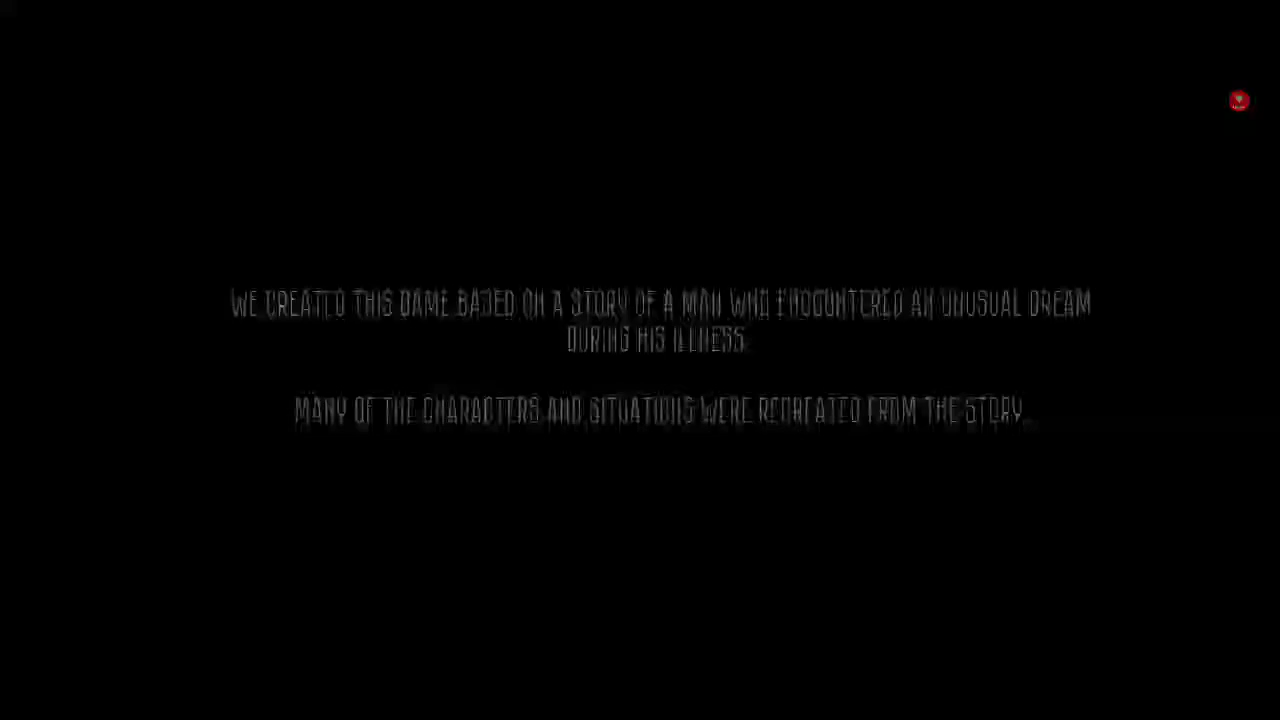 WE CREATED THIS GAME BASED ON A STORY OF A MAN WHO ENCOUNTERED AN UNUSUAL DREAM
DURING HIS ILLNESS.
MANY OF THE CHARACTERS AND SITUATIONS WERE RECREATED FROM THE STORY.